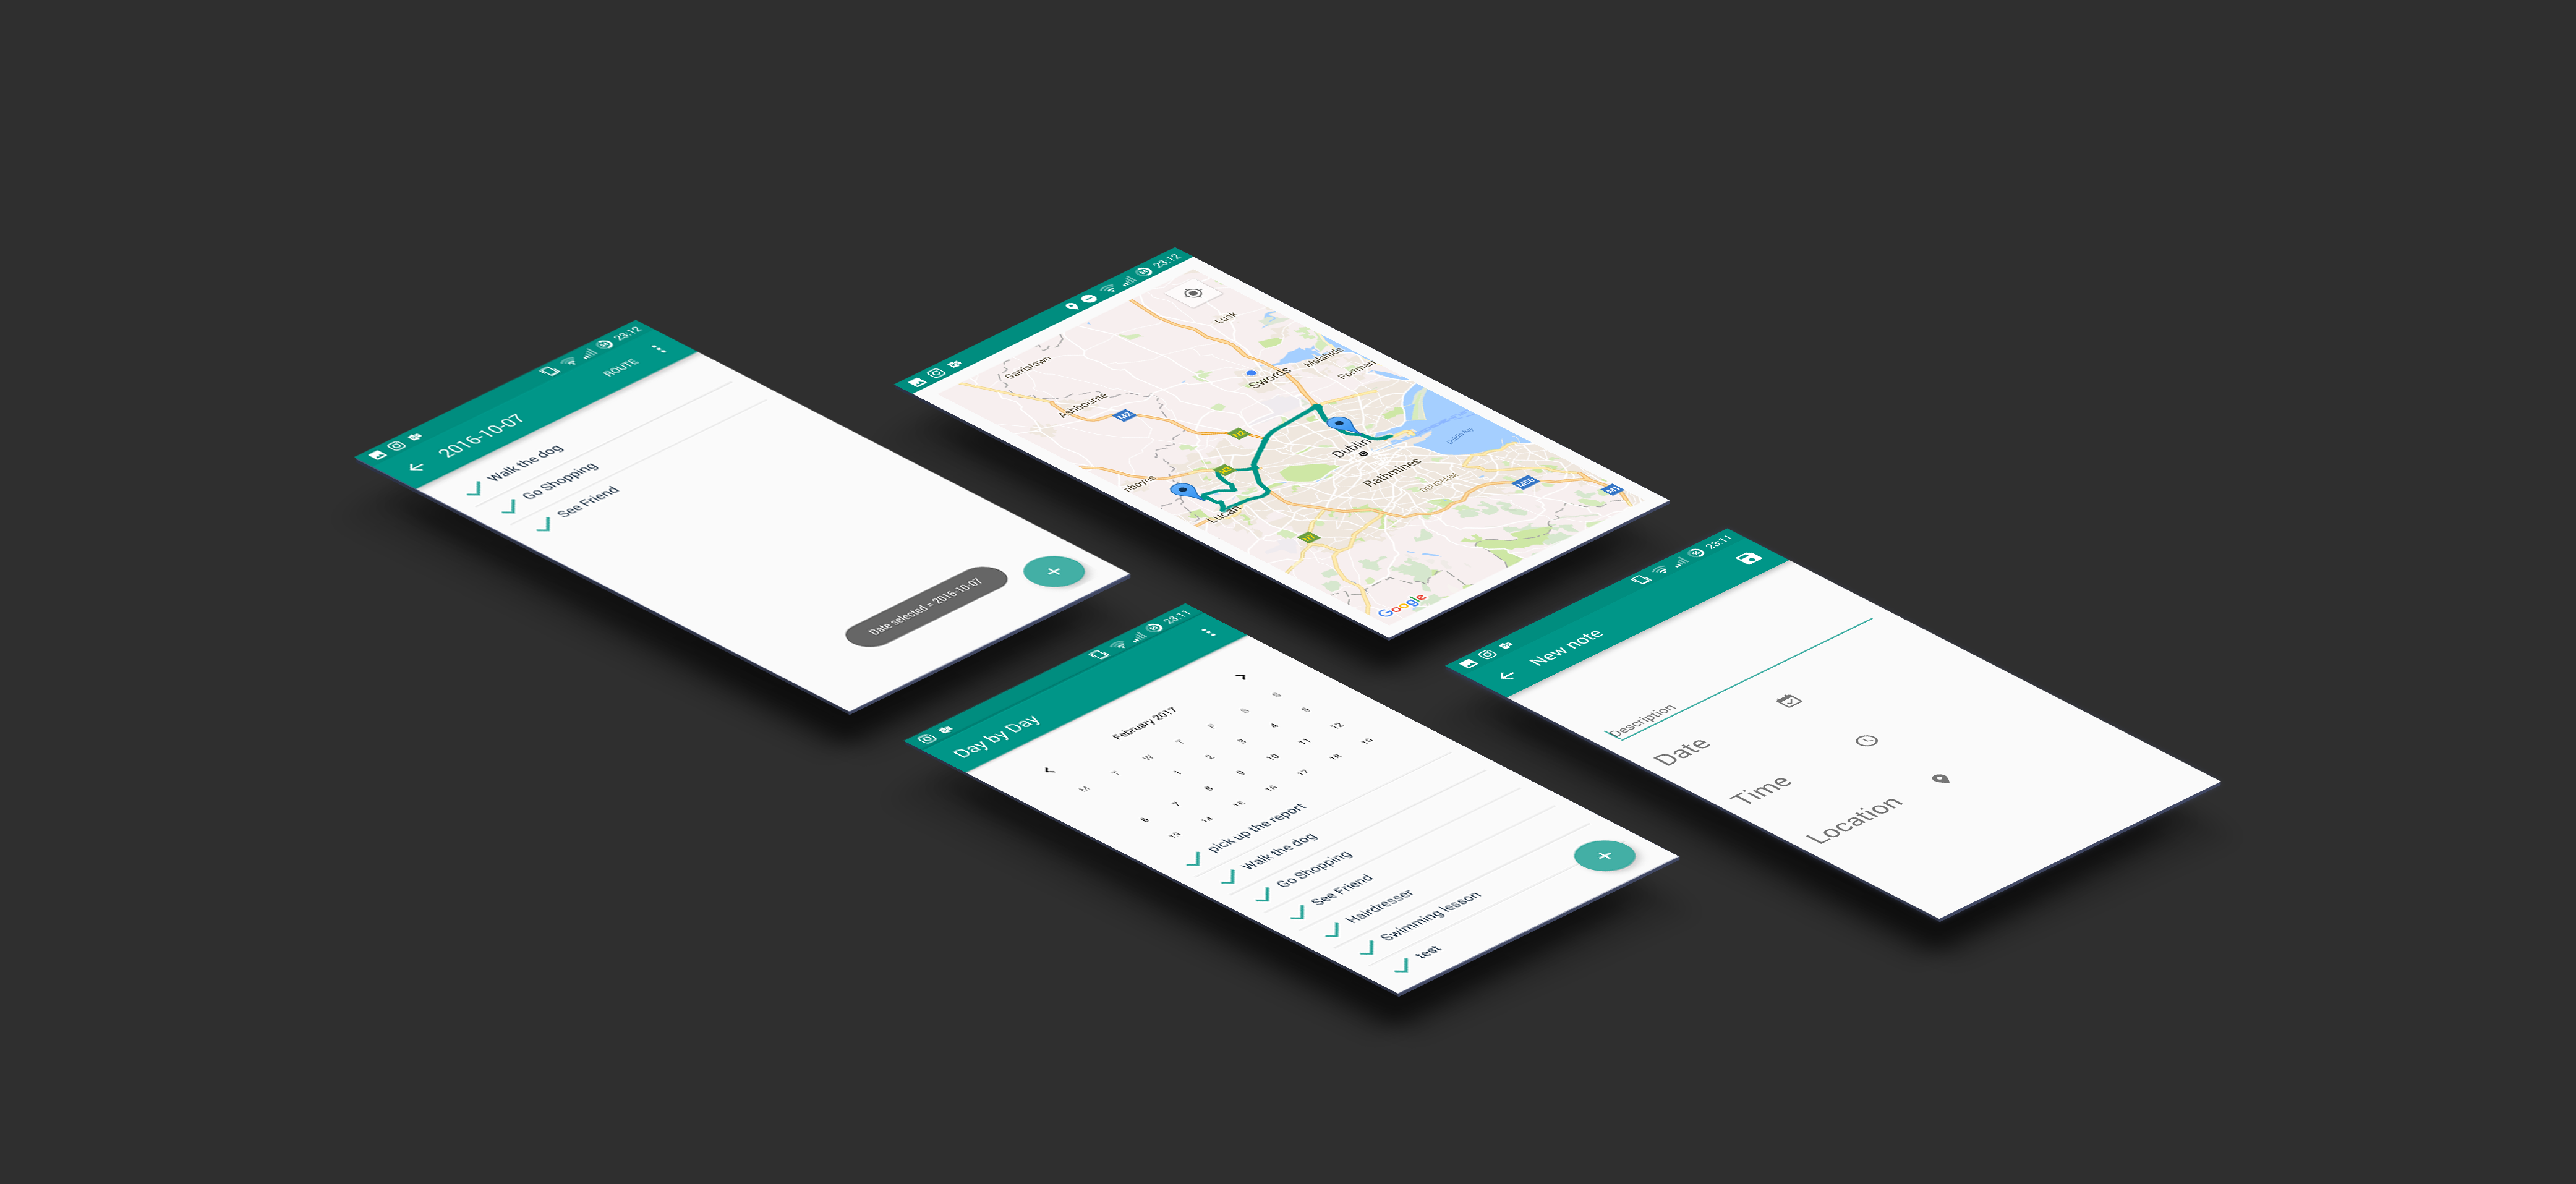 23:12
ROUTE
2016-10-07
Walk the dog
Go Shopping
See Friend
Date selected = 2016-10-07
23:12
Lusk
Garristown
Malahide
Swords
Ashbourne
M2
N2
Dublin
Dublin Bay
Rathmines
N3
DUNDRUM
nboyne
M50
M1
Lucan
N7
Google
23:11
Day by Day
February 2017
M T W T F S S
1 2 3 4 5
6 7 8 9 10 11 12
13 14 15 16 17 18 19
pick up the report
Walk the dog
Go Shopping
See Friend
Hairdresser
Swimming lesson
test
23:11
New note
Description
Date
Time
Location